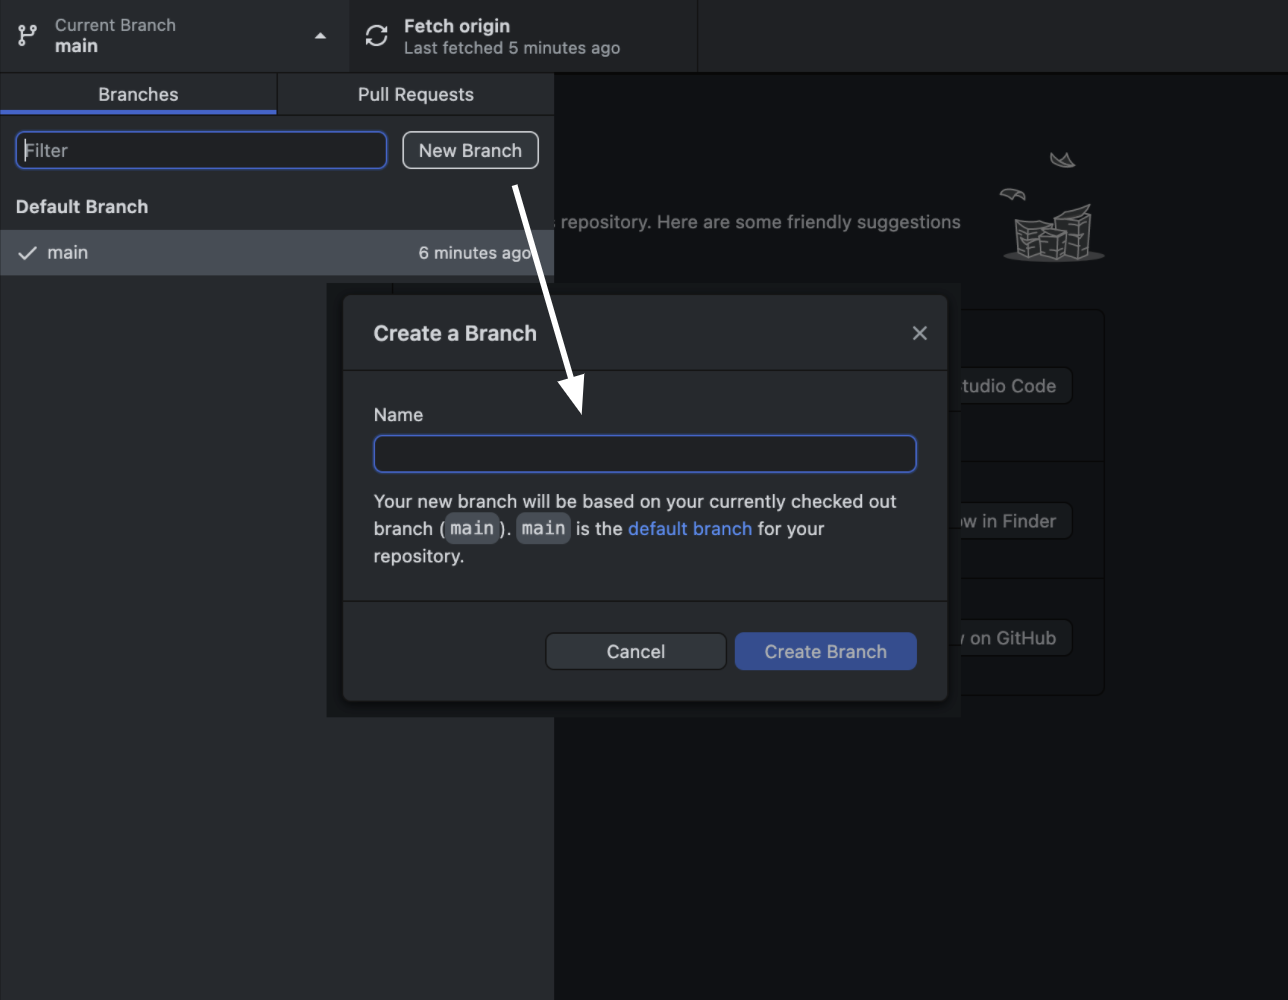 Current Branch
main
Fetch origin
Last fetched 5 minutes ago
Branches
Pull Requests
Filter
New Branch
Default Branch
repository. Here are some friendly suggestions
main
6 minutes ago
Create a Branch
Name
Your new branch will be based on your currently checked out
branch (main). main is the default branch for your
repository.
Cancel
Create Branch
tudio Code
w in Finder
on GitHub